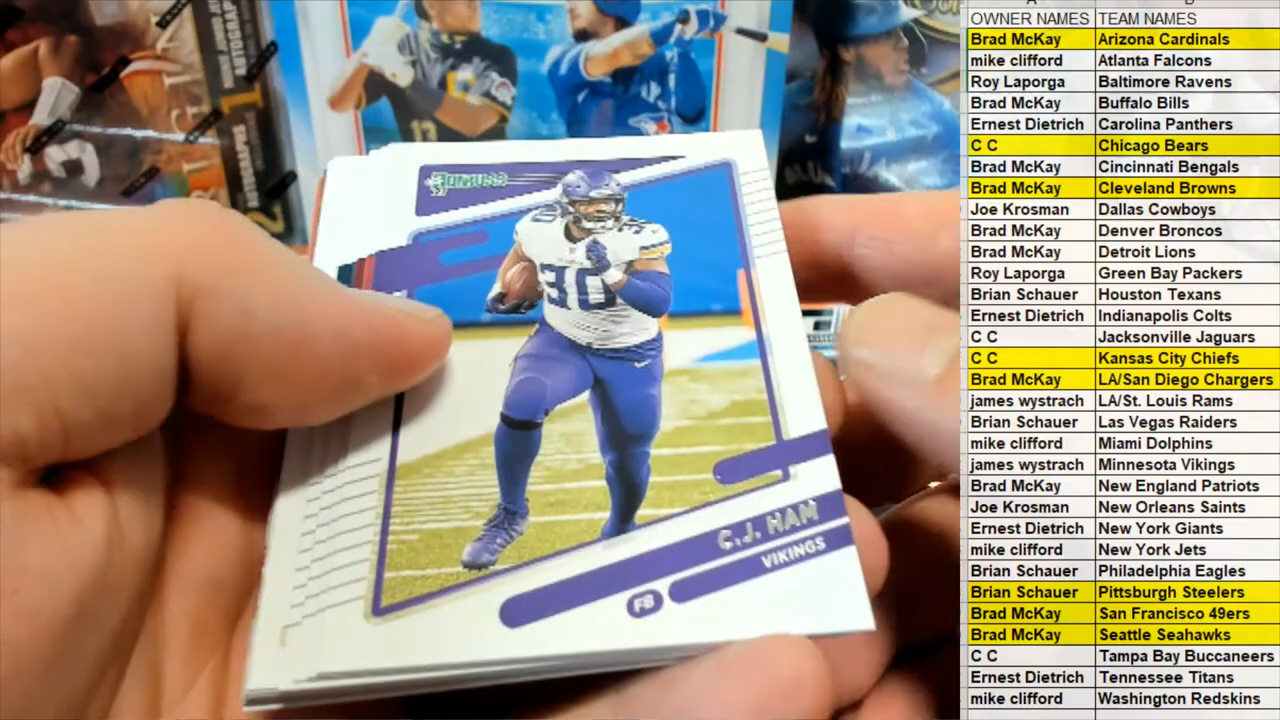 DONRUSS
30
30
C.J. HAM
VIKINGS
FB
13
AUTOGRAPH
OWNER NAMES TEAM NAMES
Brad McKay Arizona Cardinals
mike clifford Atlanta Falcons
Roy Laporga Baltimore Ravens
Brad McKay Buffalo Bills
Ernest Dietrich Carolina Panthers
C C Chicago Bears
Brad McKay Cincinnati Bengals
Brad McKay Cleveland Browns
Joe Krosman Dallas Cowboys
Brad McKay Denver Broncos
Brad McKay Detroit Lions
Roy Laporga Green Bay Packers
Brian Schauer Houston Texans
Ernest Dietrich Indianapolis Colts
C C Jacksonville Jaguars
C C Kansas City Chiefs
Brad McKay LA/San Diego Chargers
james wystrach LA/St. Louis Rams
Brian Schauer Las Vegas Raiders
mike clifford Miami Dolphins
james wystrach Minnesota Vikings
Brad McKay New England Patriots
Joe Krosman New Orleans Saints
Ernest Dietrich New York Giants
mike clifford New York Jets
Brian Schauer Philadelphia Eagles
Brian Schauer Pittsburgh Steelers
Brad McKay San Francisco 49ers
Brad McKay Seattle Seahawks
C C Tampa Bay Buccaneers
Ernest Dietrich Tennessee Titans
mike clifford Washington Redskins